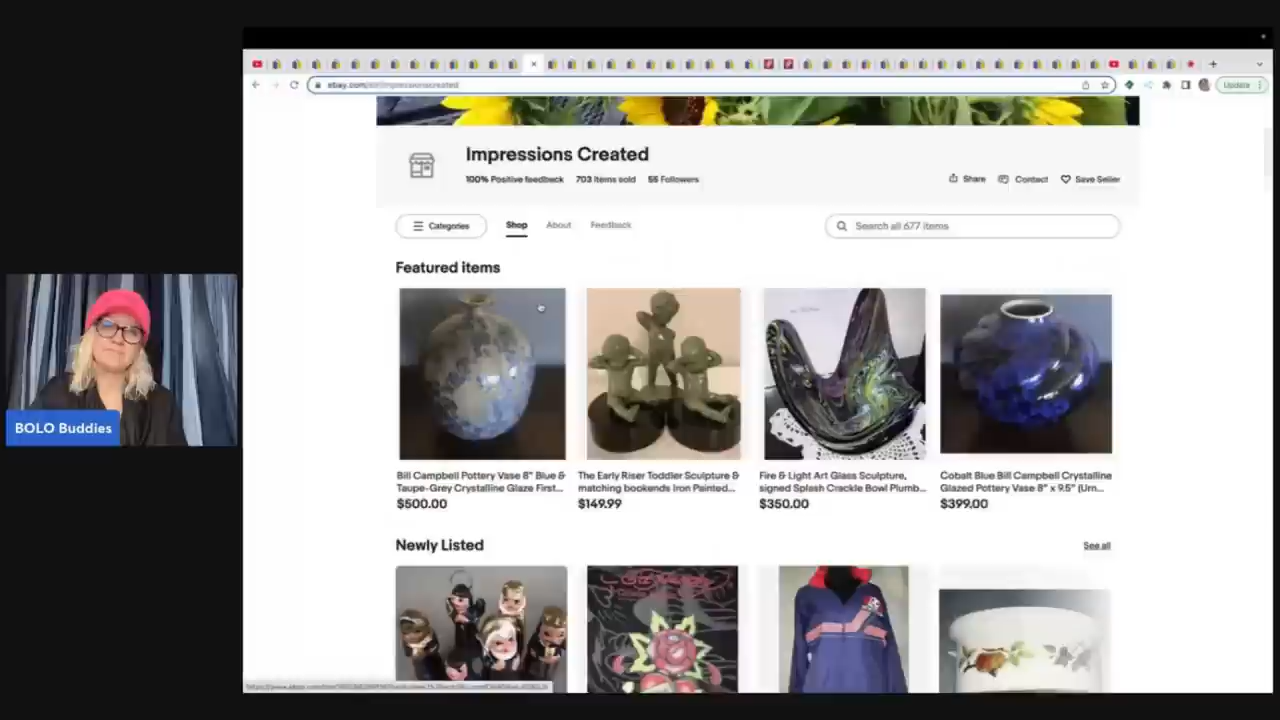 Update
Impressions Created
100% Positive feedback 703 Items sold 55 Followers
Share Contact Save Seller
Categories Shop About Feedback
Search all 677 items
Featured items
Bill Campbell Pottery Vase 8" Blue &
Taupe-Grey Crystalline Glaze First...
$500.00
The Early Riser Toddler Sculpture &
matching bookends Iron Painted...
$149.99
Fire & Light Art Glass Sculpture,
signed Splash Crackle Bowl Plumb...
$350.00
Cobalt Blue Bill Campbell Crystalline
Glazed Pottery Vase 8" x 9.5" (Urn...
$399.00
Newly Listed
See all
BOLO Buddies